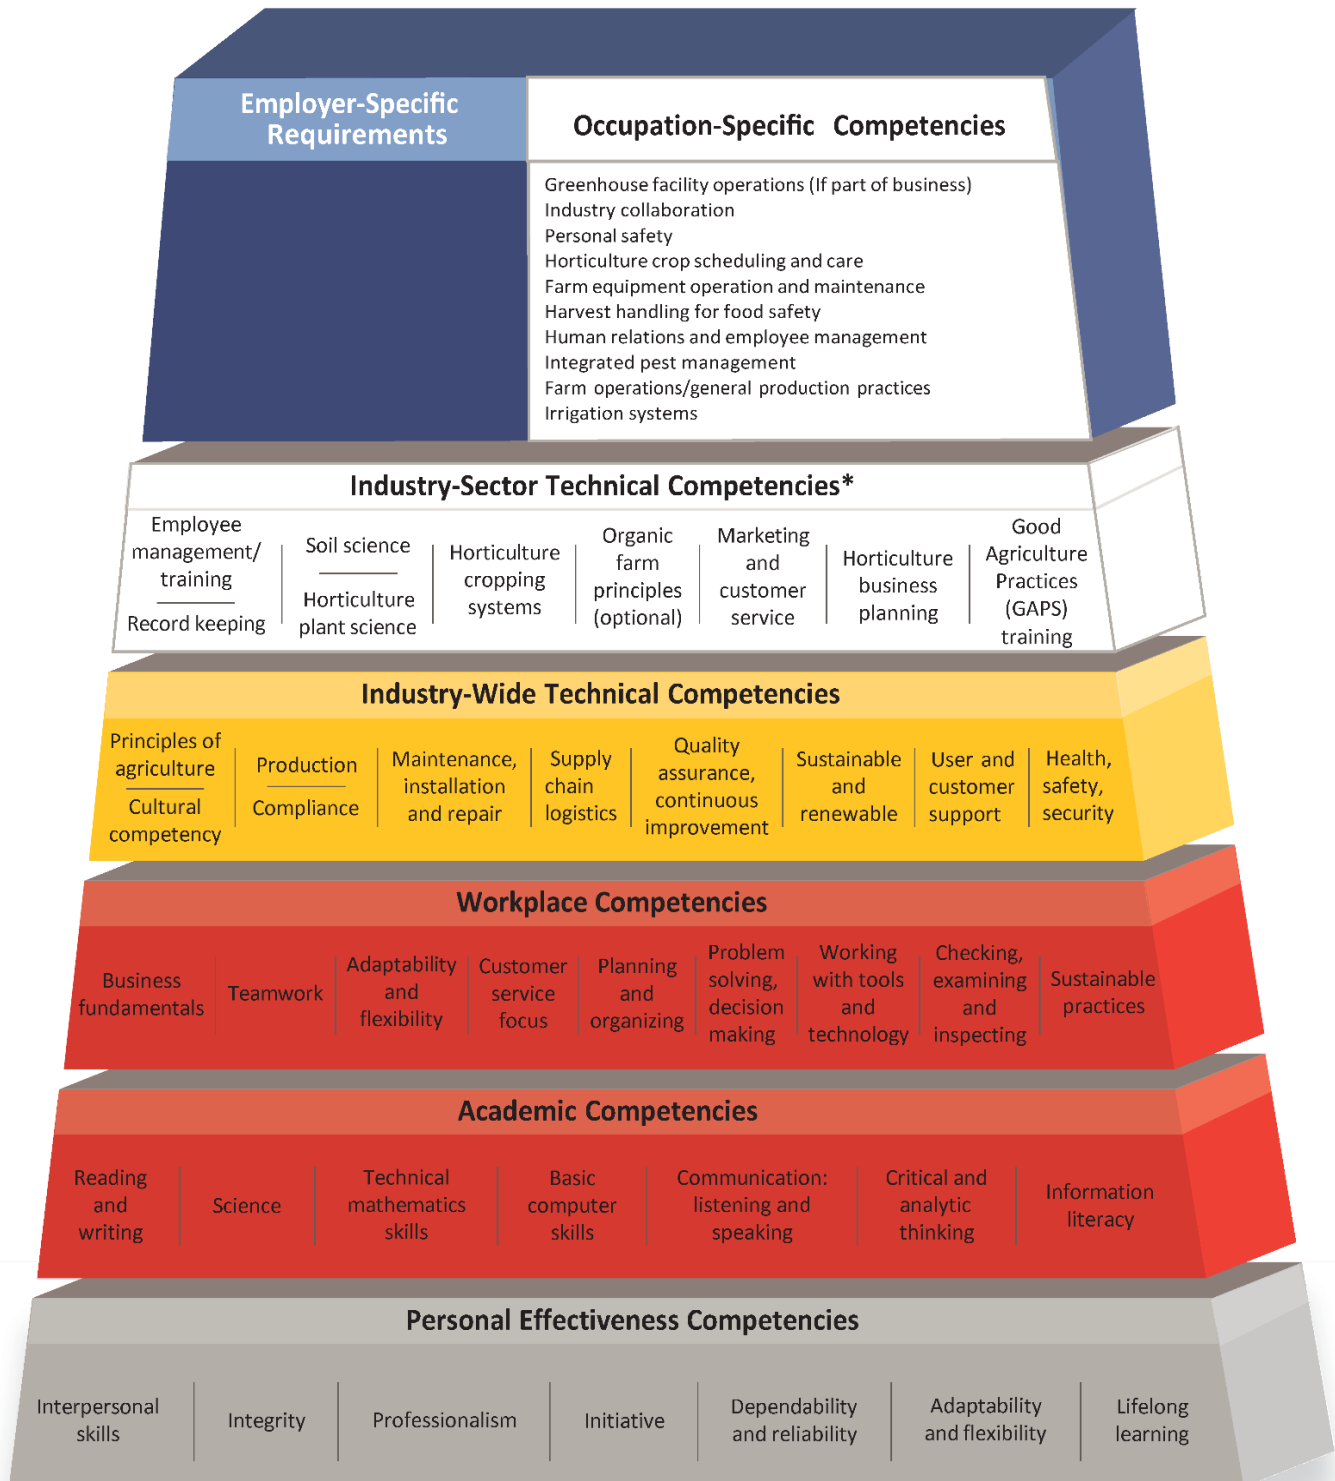 Employer-Specific
Requirements
Occupation-Specific Competencies
Greenhouse facility operations (If part of business)
Industry collaboration
Personal safety
Horticulture crop scheduling and care
Farm equipment operation and maintenance
Harvest handling for food safety
Human relations and employee management
Integrated pest management
Farm operations/general production practices
Irrigation systems
Industry-Sector Technical Competencies*
Employee
management/
training
Record keeping
Soil science
Horticulture
plant science
Horticulture
cropping
systems
Organic
farm
principles
(optional)
Marketing
and
customer
service
Horticulture
business
planning
Good
Agriculture
Practices
(GAPS)
training
Industry-Wide Technical Competencies
Principles of
agriculture
Cultural
competency
Production
Compliance
Maintenance,
installation
and repair
Supply
chain
logistics
Quality
assurance,
continuous
improvement
Sustainable
and
renewable
User and
customer
support
Health,
safety,
security
Workplace Competencies
Business
fundamentals
Teamwork
Adaptability
and
flexibility
Customer
service
focus
Planning
and
organizing
Problem
solving,
decision
making
Working
with tools
and
technology
Checking,
examining
and
inspecting
Sustainable
practices
Academic Competencies
Reading
and
writing
Science
Technical
mathematics
skills
Basic
computer
skills
Communication:
listening and
speaking
Critical and
analytic
thinking
Information
literacy
Personal Effectiveness Competencies
Interpersonal
skills
Integrity
Professionalism
Initiative
Dependability
and reliability
Adaptability
and flexibility
Lifelong
learning